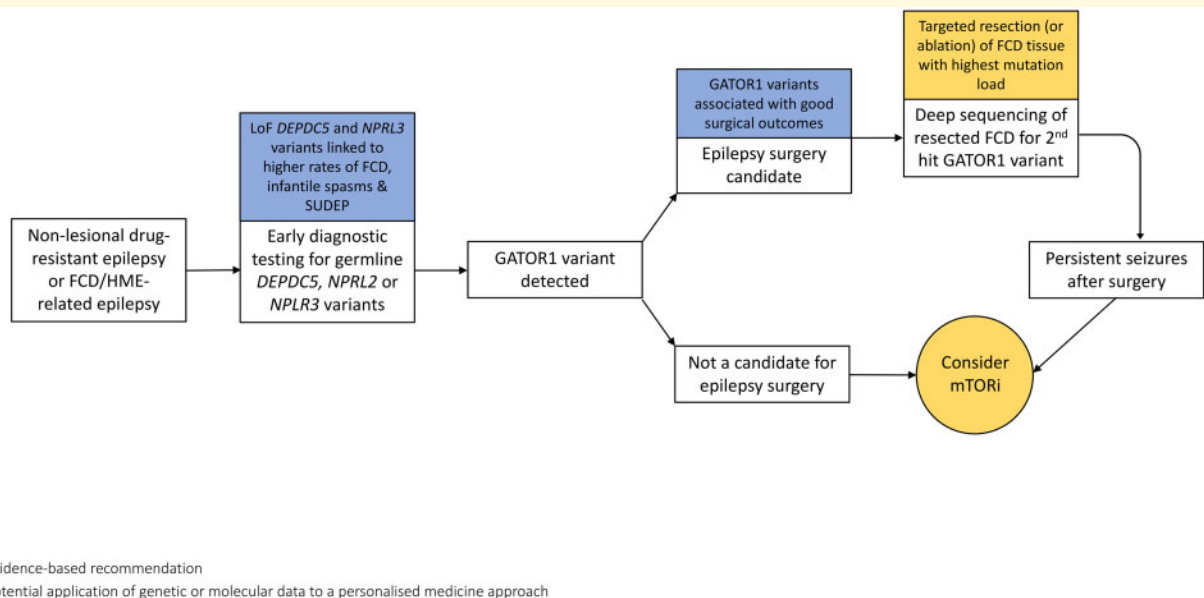 Targeted resection (or
ablation) of FCD tissue
with highest mutation
load
Deep sequencing of
resected FCD for 2nd
hit GATOR1 variant
GATOR1 variants
associated with good
surgical outcomes
Epilepsy surgery
candidate
LoF DEPDC5 and NPRL3
variants linked to
higher rates of FCD,
infantile spasms &
SUDEP
Early diagnostic
testing for germline
DEPDC5, NPRL2 or
NPLR3 variants
Non-lesional drug-
resistant epilepsy
or FCD/HME-
related epilepsy
GATOR1 variant
detected
Persistent seizures
after surgery
Not a candidate for
epilepsy surgery
Consider
mTORi
idence-based recommendation
otential application of genetic or molecular data to a personalised medicine approach